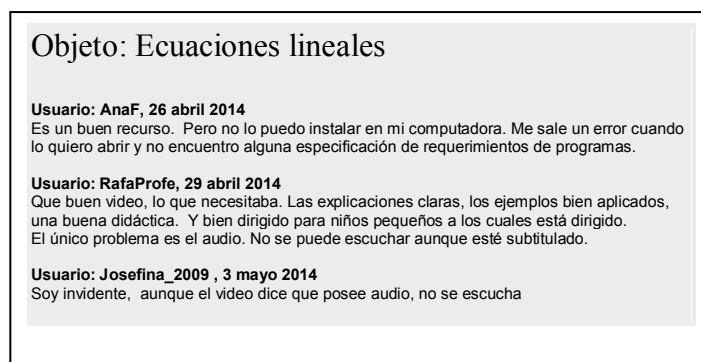 Objeto: Ecuaciones lineales
Usuario: AnaF, 26 abril 2014
Es un buen recurso. Pero no lo puedo instalar en mi computadora. Me sale un error cuando
lo quiero abrir y no encuentro alguna especificación de requerimientos de programas.
Usuario: RafaProfe, 29 abril 2014
Que buen video, lo que necesitaba. Las explicaciones claras, los ejemplos bien aplicados,
una buena didáctica. Y bien dirigido para niños pequeños a los cuales está dirigido.
El único problema es el audio. No se puede escuchar aunque esté subtitulado.
Usuario: Josefina_2009 , 3 mayo 2014
Soy invidente, aunque el video dice que posee audio, no se escucha